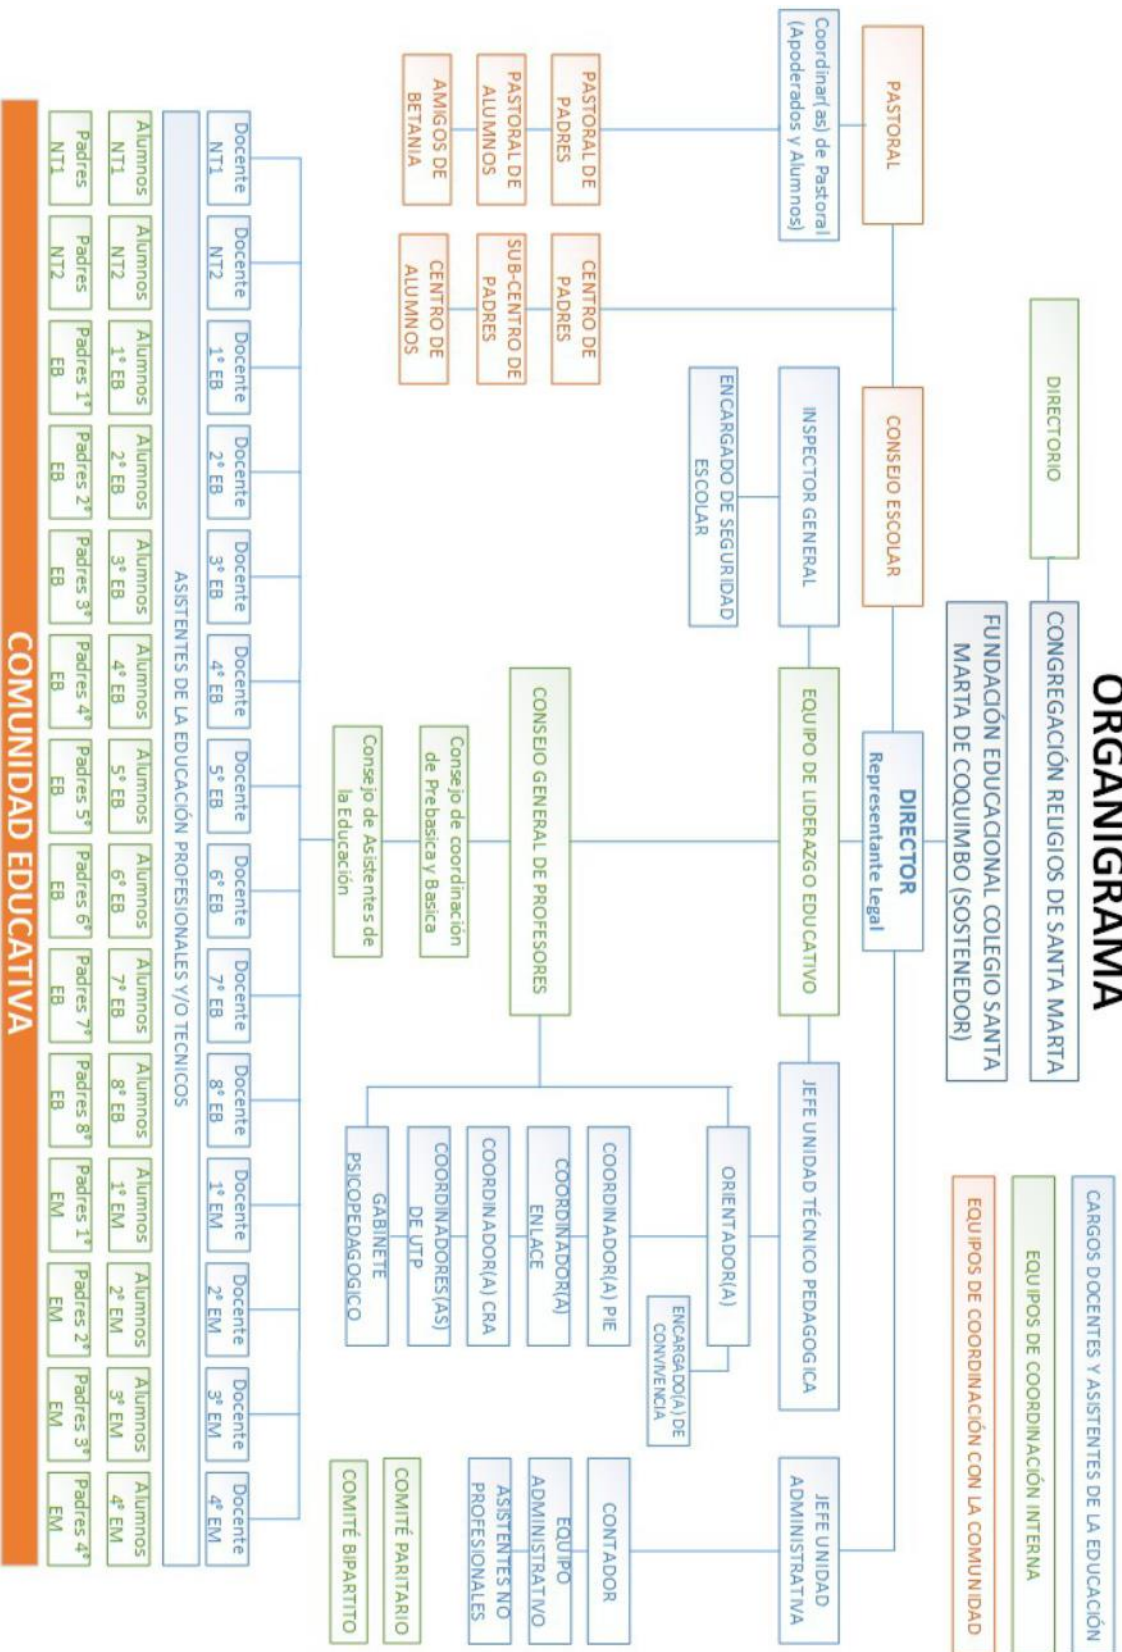 ORGANIGRAMA
DIRECTORIO
CONGREGACIÓN RELIGIOS DE SANTA MARTA
FUNDACIÓN EDUCACIONAL COLEGIO SANTA
MARTA DE COQUIMBO (SOSTENEDOR)
CARGOS DOCENTES Y ASISTENTES DE LA EDUCACIÓN
EQUIPOS DE COORDINACIÓN INTERNA
EQUIPOS DE COORDINACIÓN CON LA COMUNIDAD
PASTORAL
CONSEJO ESCOLAR
DIRECTOR
Representante Legal
Coordinar(as) de Pastoral
(Apoderados y Alumnos)
INSPECTOR GENERAL
EQUIPO DE LIDERAZGO EDUCATIVO
JEFE UNIDAD TÉCNICO PEDAGOGICA
JEFE UNIDAD
ADMINISTRATIVA
ENCARGADO DE SEGURIDAD
ESCOLAR
ORIENTADOR(A)
ENCARGADO(A) DE
CONVIVENCIA
PASTORAL DE
PADRES
PASTORAL DE
ALUMNOS
AMIGOS DE
BETANIA
CENTRO DE
PADRES
SUB-CENTRO DE
PADRES
CENTRO DE
ALUMNOS
CONSEJO GENERAL DE PROFESORES
Consejo de coordinación
de Prebasica y Basica
Consejo de Asistentes de
la Educación
COORDINADOR(A) PIE
COORDINADOR(A)
ENLACE
COORDINADOR(A) CRA
COORDINADORES(AS)
DE UTP
GABINETE
PSICOPEDAGOGICO
CONTADOR
EQUIPO
ADMINISTRATIVO
ASISTENTES NO
PROFESIONALES
COMITÉ PARITARIO
COMITÉ BIPARTITO
Docente
NT1
Docente
NT2
Docente
1° EB
Docente
2° EB
Docente
3° EB
Docente
4° EB
Docente
5° EB
Docente
6° EB
Docente
7° EB
Docente
8° EB
Docente
1° EM
Docente
2° EM
Docente
3° EM
Docente
4° EM
ASISTENTES DE LA EDUCACIÓN PROFESIONALES Y/O TECNICOS
Alumnos
NT1
Alumnos
NT2
Alumnos
1° EB
Alumnos
2° EB
Alumnos
3° EB
Alumnos
4° EB
Alumnos
5° EB
Alumnos
6° EB
Alumnos
7° EB
Alumnos
8° EB
Alumnos
1° EM
Alumnos
2° EM
Alumnos
3° EM
Alumnos
4° EM
Padres
NT1
Padres
NT2
Padres 1°
EB
Padres 2°
EB
Padres 3°
EB
Padres 4°
EB
Padres 5°
EB
Padres 6°
EB
Padres 7°
EB
Padres 8°
EB
Padres 1°
EM
Padres 2°
EM
Padres 3°
EM
Padres 4°
EM
COMUNIDAD EDUCATIVA